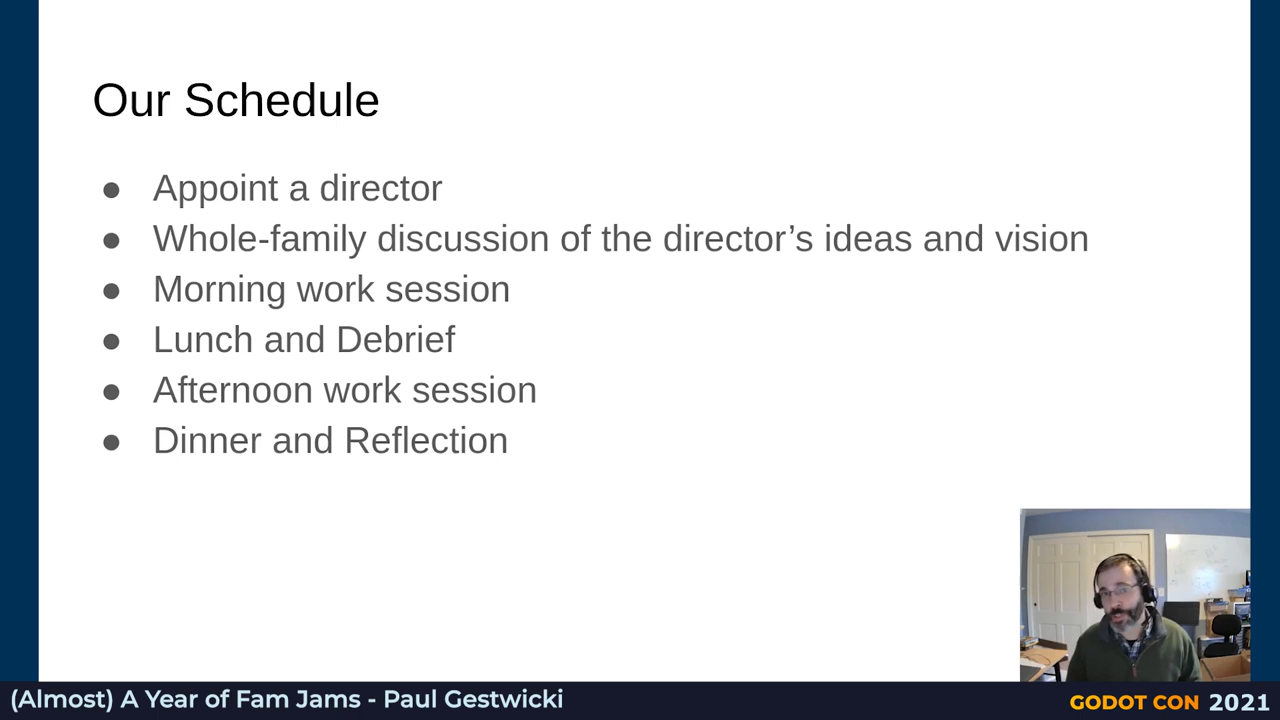 Our Schedule
● Appoint a director
● Whole-family discussion of the director’s ideas and vision
● Morning work session
● Lunch and Debrief
● Afternoon work session
● Dinner and Reflection
(Almost) A Year of Fam Jams - Paul Gestwicki
GODOT CON 2021